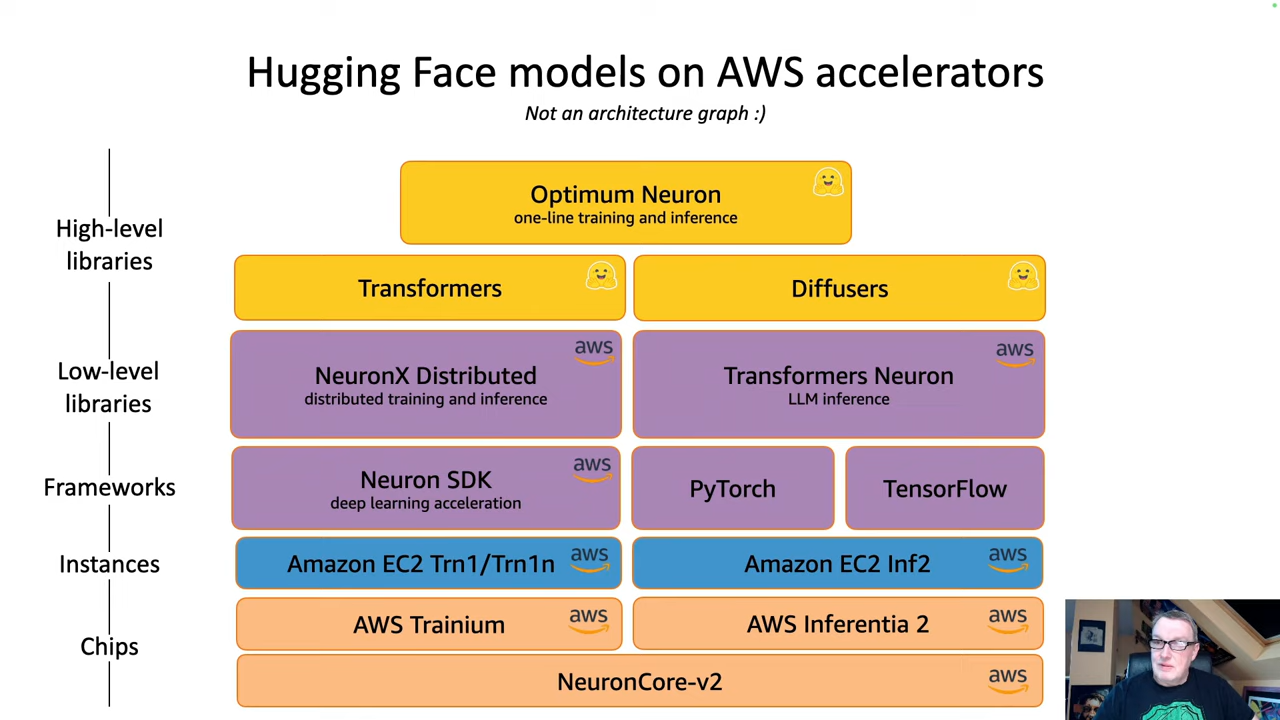 Hugging Face models on AWS accelerators
Not an architecture graph :)
High-level
libraries
Optimum Neuron
one-line training and inference
Transformers
Diffusers
Low-level
libraries
aws
NeuronX Distributed
distributed training and inference
aws
Transformers Neuron
LLM inference
Frameworks
aws
Neuron SDK
deep learning acceleration
PyTorch
TensorFlow
Instances
Amazon EC2 Trn1/Trn1n
aws
Amazon EC2 Inf2
aws
Chips
AWS Trainium
aws
AWS Inferentia 2
aws
NeuronCore-v2
aws